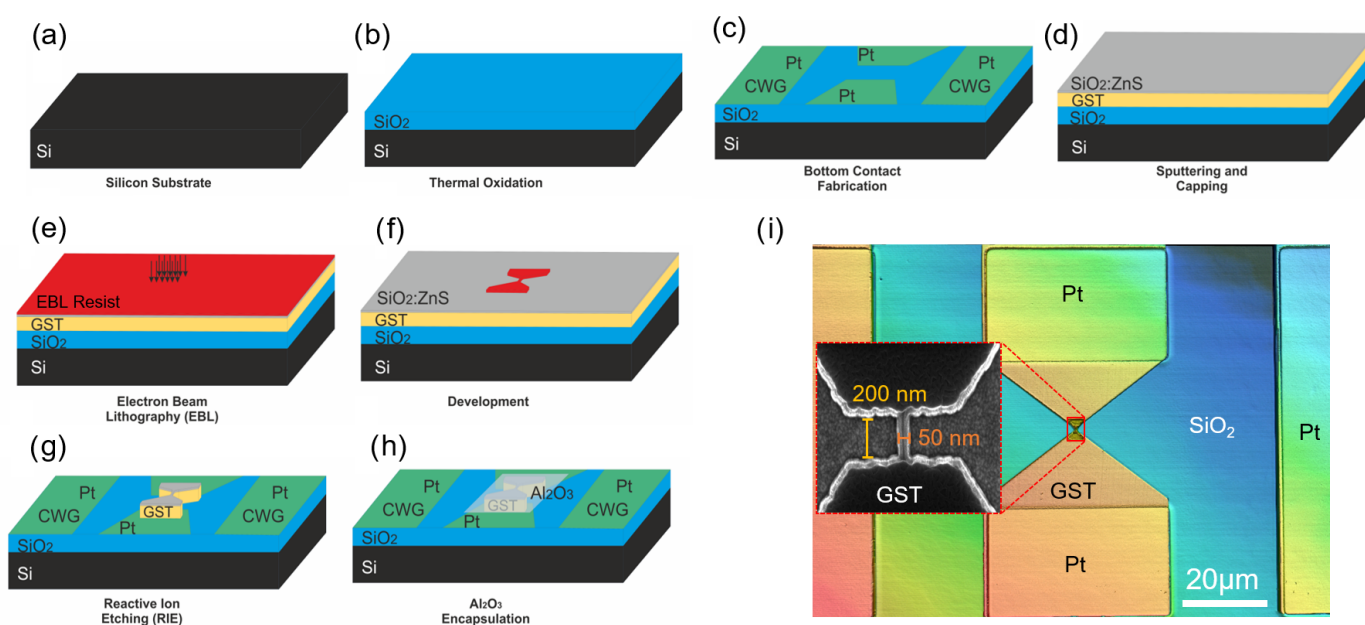 (a)
Si
Silicon Substrate
(b)
SiO₂
Thermal Oxidation
(c)
Pt
CWG
Pt
Pt
Pt
CWG
SiO₂
Si
Bottom Contact
Fabrication
(d)
SiO₂:ZnS
GST
SiO₂
Si
Sputtering and
Capping
(e)
EBL Resist
GST
SiO₂
Si
Electron Beam
Lithography (EBL)
(f)
SiO₂:ZnS
GST
SiO₂
Si
Development
(g)
Pt
CWG
GST
Pt
Pt
CWG
SiO₂
Si
Reactive Ion
Etching (RIE)
(h)
Pt
CWG
Al₂O₃
GST
Pt
Pt
CWG
SiO₂
Si
Al₂O₃
Encapsulation
(i)
Pt
200 nm
50 nm
GST
SiO₂
Pt
GST
Pt
20μm